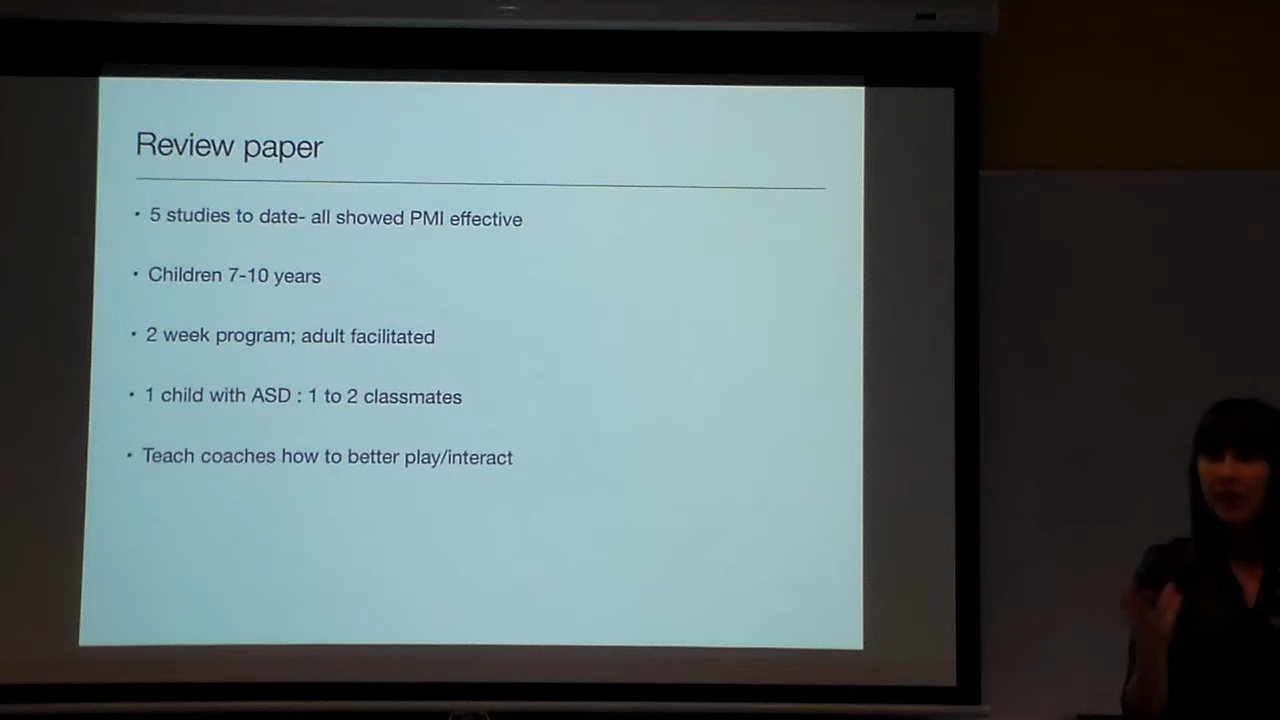 Review paper
• 5 studies to date- all showed PMI effective
• Children 7-10 years
• 2 week program; adult facilitated
• 1 child with ASD : 1 to 2 classmates
• Teach coaches how to better play/interact